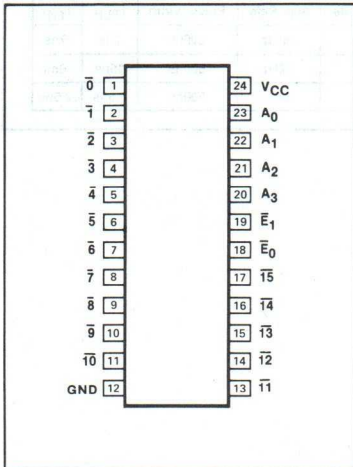 0̅ 1 24 VCC
1̅ 2 23 A0
2̅ 3 22 A1
3̅ 4 21 A2
4̅ 5 20 A3
5̅ 6 19 E̅1
6̅ 7 18 E̅0
7̅ 8 17 1̅5̅
8̅ 9 16 1̅4̅
9̅ 10 15 1̅3̅
1̅0̅ 11 14 1̅2̅
GND 12 13 1̅1̅